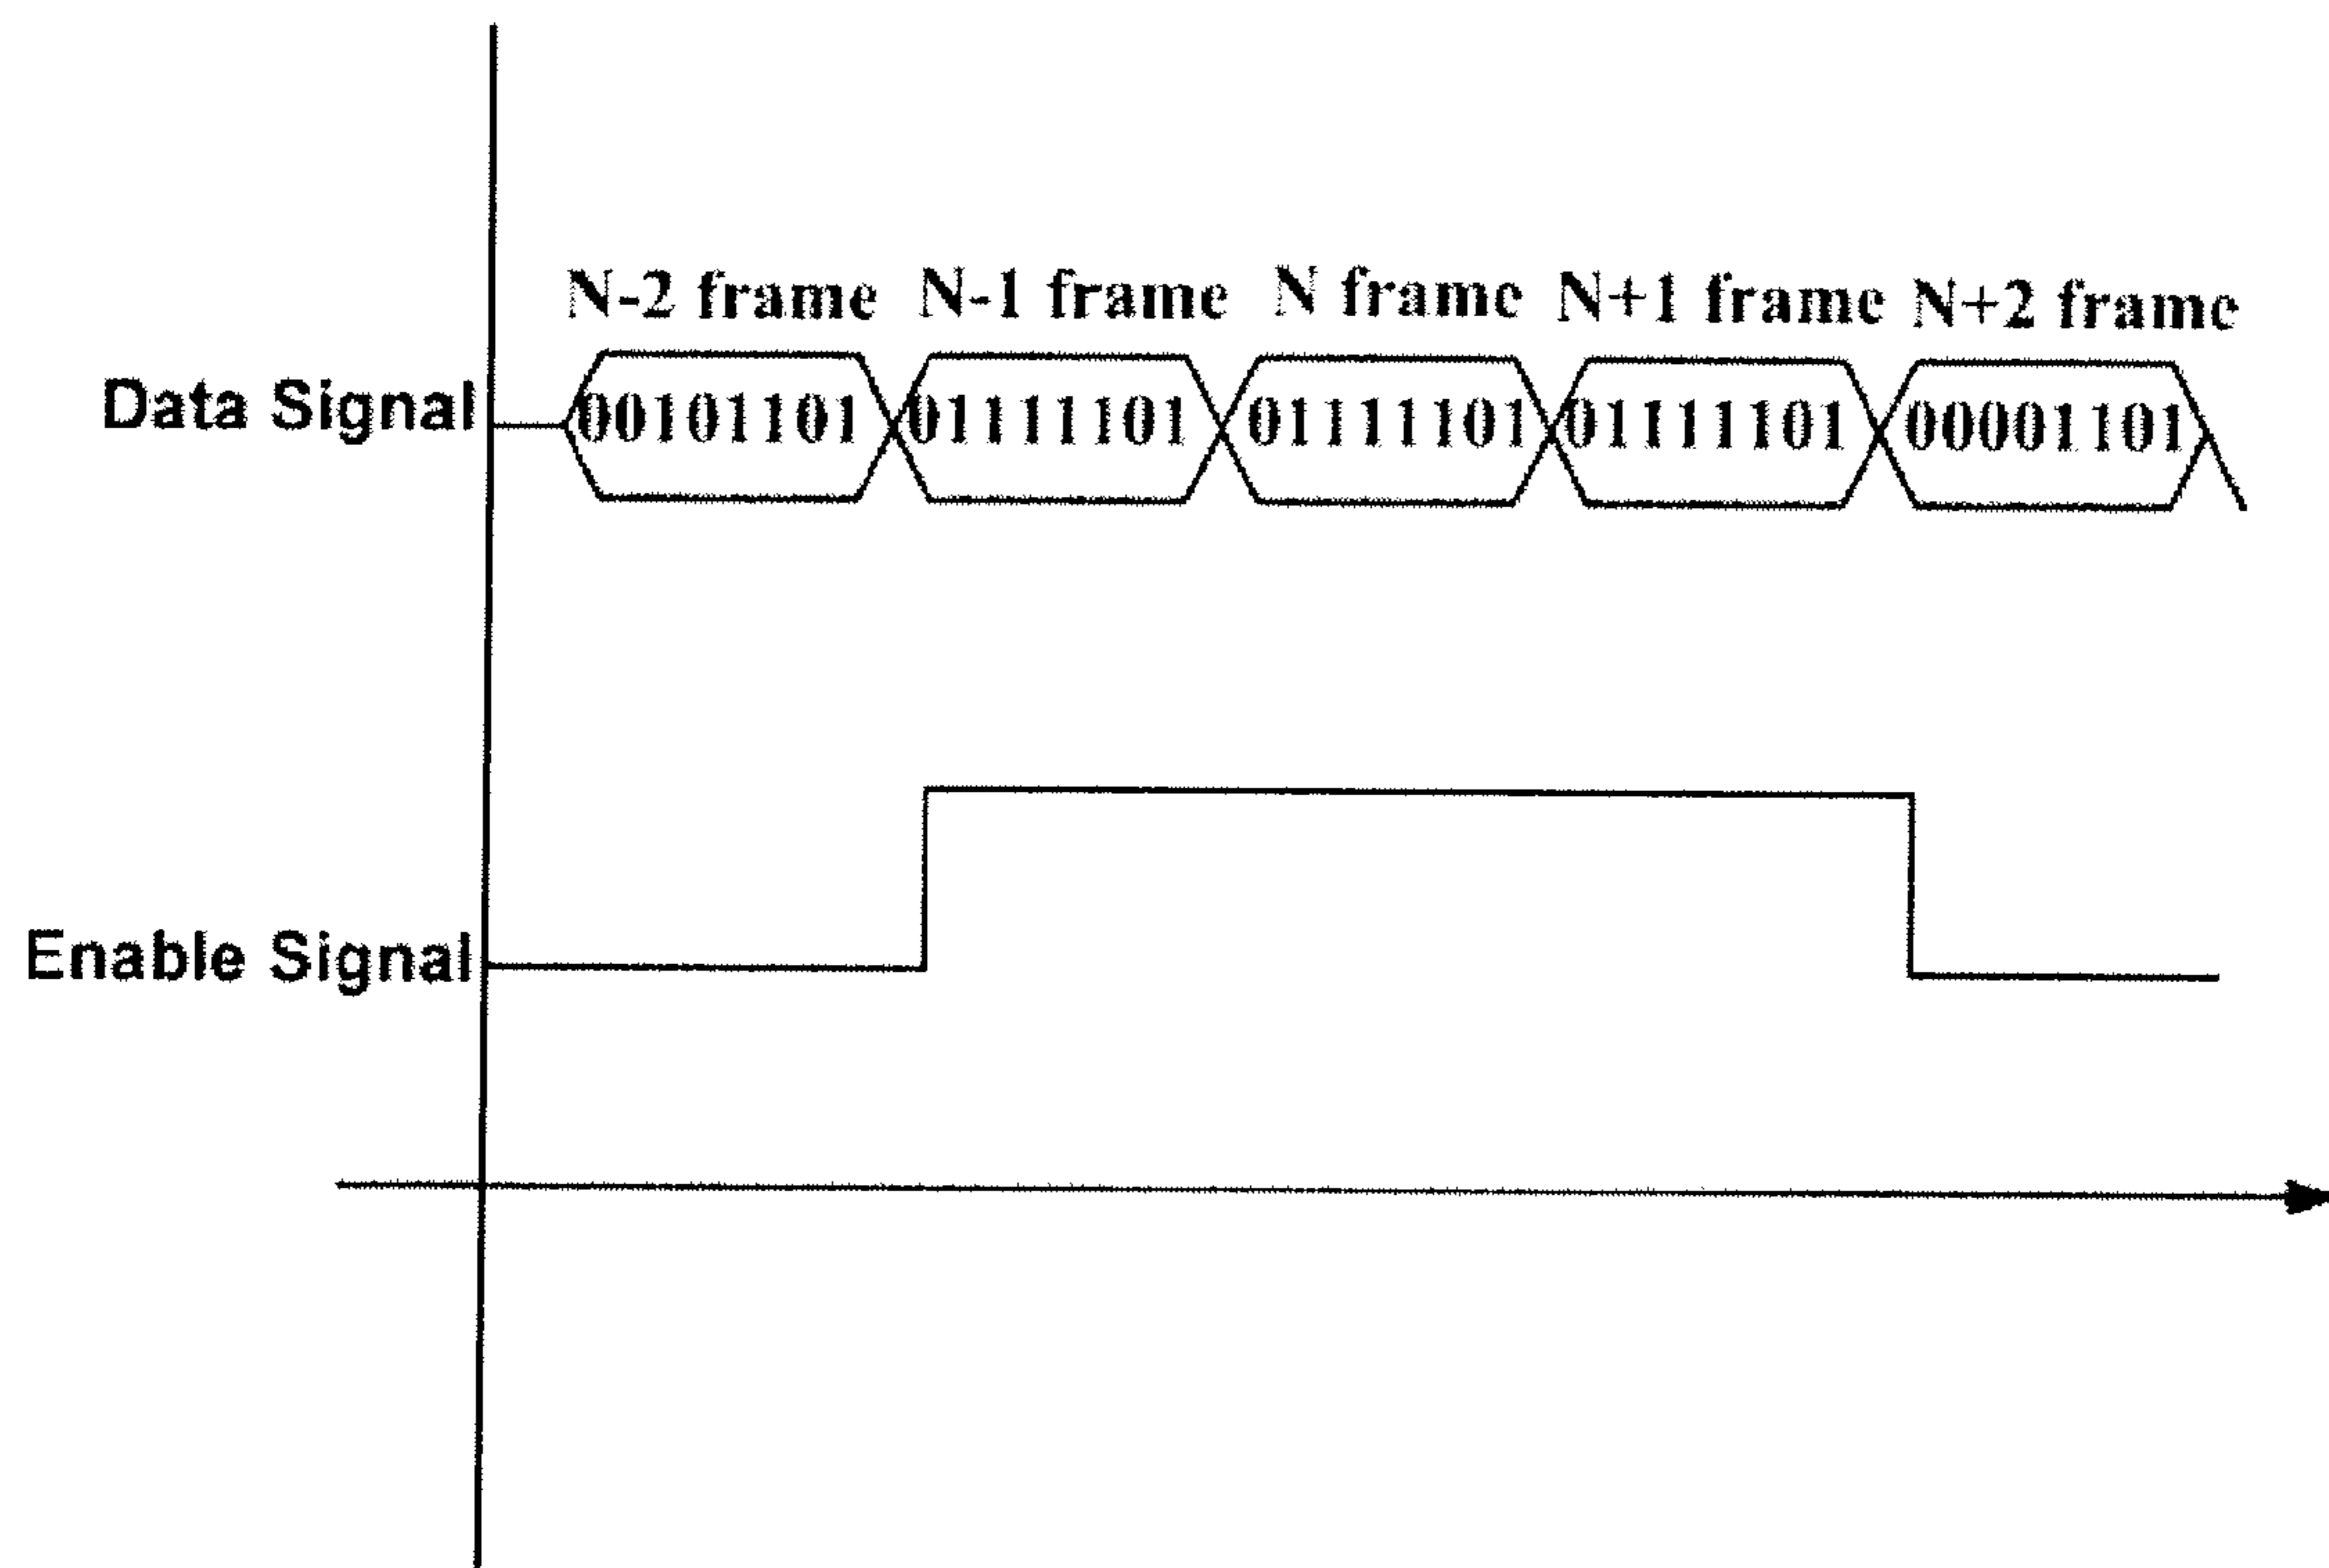 N-2 frame N-1 frame N frame N+1 frame N+2 frame
Data Signal 00101101 01111101 01111101 01111101 00001101
Enable Signal